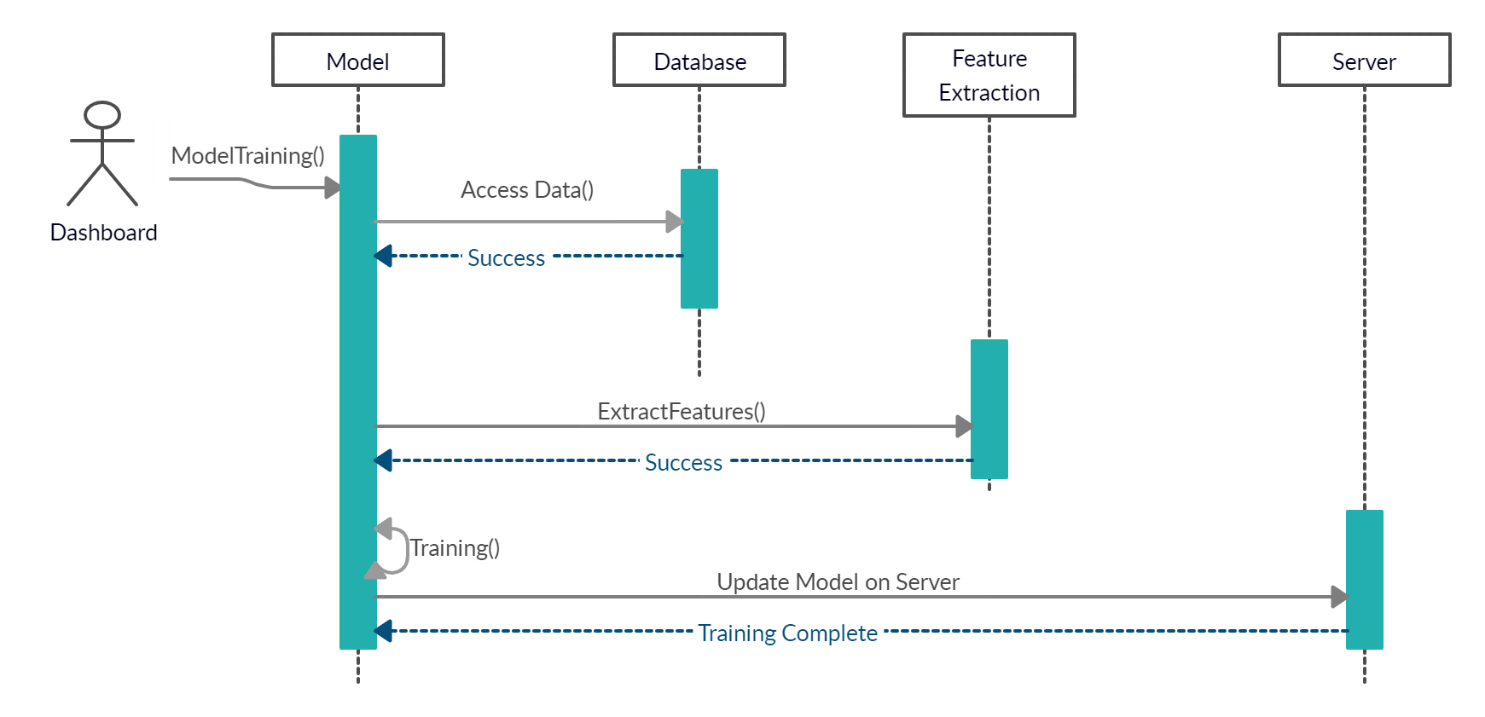 Model
Database
Feature
Extraction
Server
Dashboard
ModelTraining()
Access Data()
Success
ExtractFeatures()
Success
Training()
Update Model on Server
Training Complete